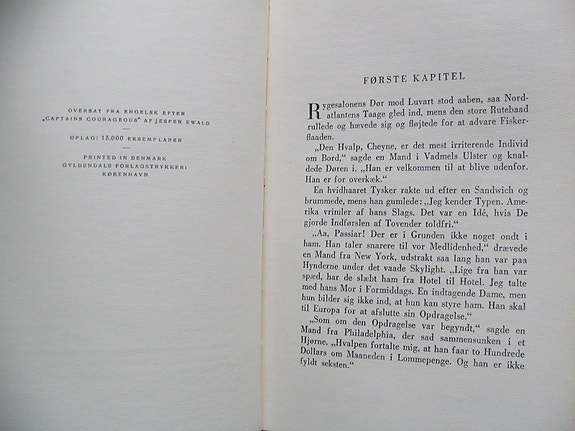 OVERSAT FRA ENGELSK EFTER
„CAPTAINS COURAGEOUS" AF JESPER EWALD
OPLAG: 15,000 EKSEMPLARER
PRINTED IN DENMARK
GYLDENDALS FORLAGSTRYKKERI
KØBENHAVN
FØRSTE KAPITEL
Rygesalonens Dør mod Luvart stod aaben, saa Nord-
atlantens Taage gled ind, mens den store Rutebaad
rullede og hævede sig og fløjtede for at advare Fisker-
flaaden.
„Den Hvalp, Cheyne, er det mest irriterende Individ
om Bord," sagde en Mand i Vadmels Ulster og knal-
dede Døren i. „Han er velkommen til at blive udenfor.
Han er for overkæk."
En hvidhaaret Tysker rakte ud efter en Sandwich og
brummede, mens han gumlede: „Jeg kender Typen. Ame-
rika vrimler af hans Slags. Det var en Idé, hvis De
gjorde Indførslen af Tovender toldfri."
„Aa, Passiar! Der er i Grunden ikke noget ondt i
ham. Han taler snarere til vor Medlidenhed," drævede
en Mand fra New York, udstrakt saa lang han var paa
Hynderne under det vaade Skylight. „Lige fra han var
spæd, har de slæbt ham fra Hotel til Hotel. Jeg talte
med hans Mor i Formiddags. En indtagende Dame, men
hun bilder sig ikke ind, at hun kan styre ham. Han skal
til Europa for at afslutte sin Opdragelse."
„Som om den Opdragelse var begyndt," sagde en
Mand fra Philadelphia, der sad sammensunken i et
Hjørne. „Hvalpen fortalte mig, at han faar to Hundrede
Dollars om Maaneden i Lommepenge. Og han er ikke
fyldt seksten."